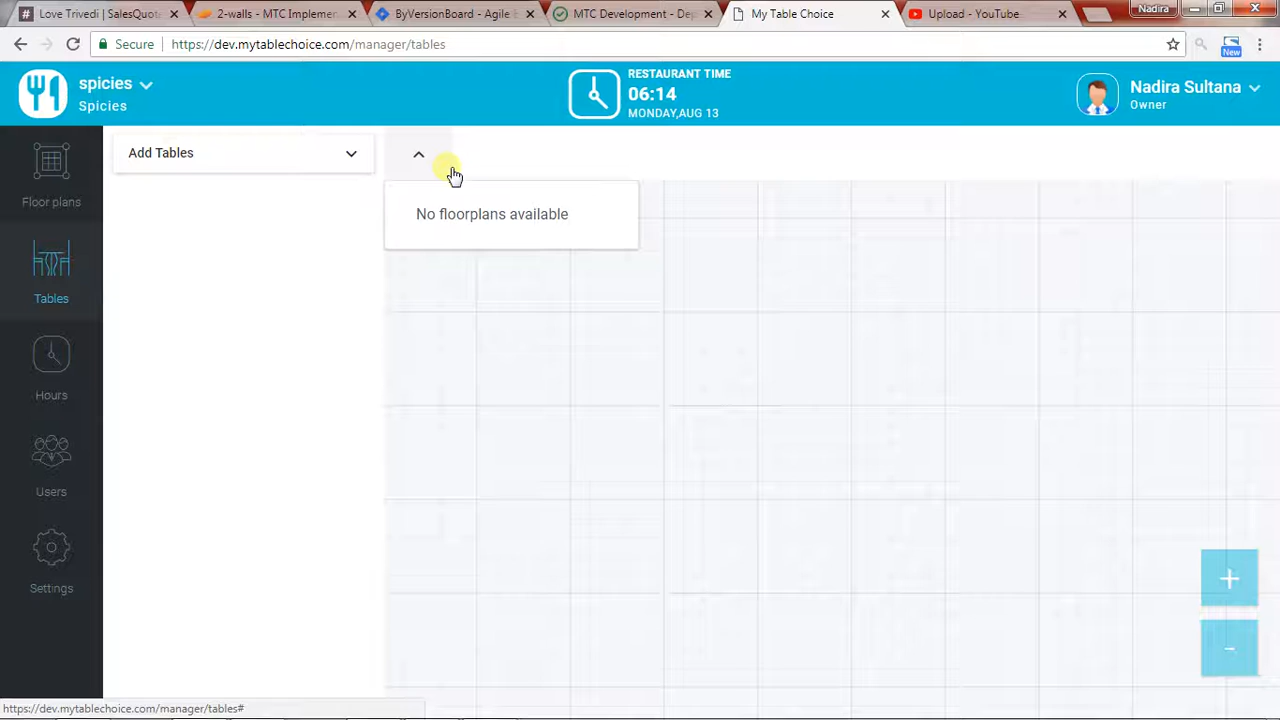 Love Trivedi | SalesQuot
2-walls - MTC Implemen
ByVersionBoard - Agile B
MTC Development - Dep
My Table Choice
Upload - YouTube
Nadira
Secure
https://dev.mytablechoice.com/manager/tables
New
spicies
Spicies
RESTAURANT TIME
06:14
MONDAY,AUG 13
Nadira Sultana
Owner
Floor plans
Tables
Hours
Users
Settings
Add Tables
No floorplans available
+
-
https://dev.mytablechoice.com/manager/tables#